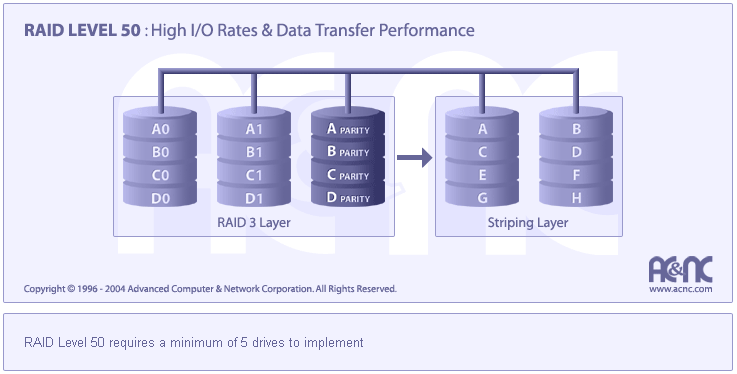 RAID LEVEL 50 : High I/O Rates & Data Transfer Performance
A0 A1 A PARITY A B
B0 B1 B PARITY C D
C0 C1 C PARITY E F
D0 D1 D PARITY G H
RAID 3 Layer Striping Layer
AC&NC
Copyright © 1996 - 2004 Advanced Computer & Network Corporation. All Rights Reserved.
www.acnc.com
RAID Level 50 requires a minimum of 5 drives to implement